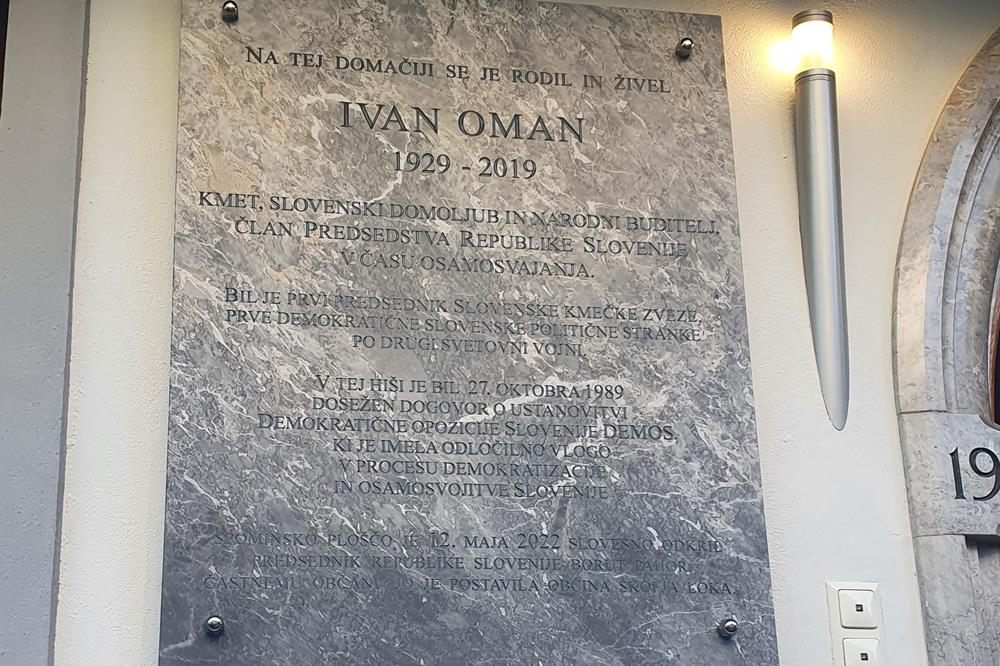 NA TEJ DOMAČIJI SE JE RODIL IN ŽIVEL
IVAN OMAN
1929 - 2019
KMET, SLOVENSKI DOMOLJUB IN NARODNI BUDITELJ,
ČLAN PREDSEDSTVA REPUBLIKE SLOVENIJE
V ČASU OSAMOSVAJANJA.
BIL JE PRVI PREDSEDNIK SLOVENSKE KMEČKE ZVEZE,
PRVE DEMOKRATIČNE SLOVENSKE POLITIČNE STRANKE
PO DRUGI SVETOVNI VOJNI.
V TEJ HIŠI JE BIL 27. OKTOBRA 1989
DOSEŽEN DOGOVOR O USTANOVITVI
DEMOKRATIČNE OPOZICIJE SLOVENIJE DEMOS,
KI JE IMELA ODLOČILNO VLOGO
V PROCESU DEMOKRATIZACIJE
IN OSAMOSVOJITVE SLOVENIJE
SPOMINSKO PLOŠČO JE 12. MAJA 2022 SLOVESNO ODKRIL
PREDSEDNIK REPUBLIKE SLOVENIJE BORUT PAHOR.
ČASTNEMU OBČANU JO JE POSTAVILA OBČINA ŠKOFJA LOKA.
19